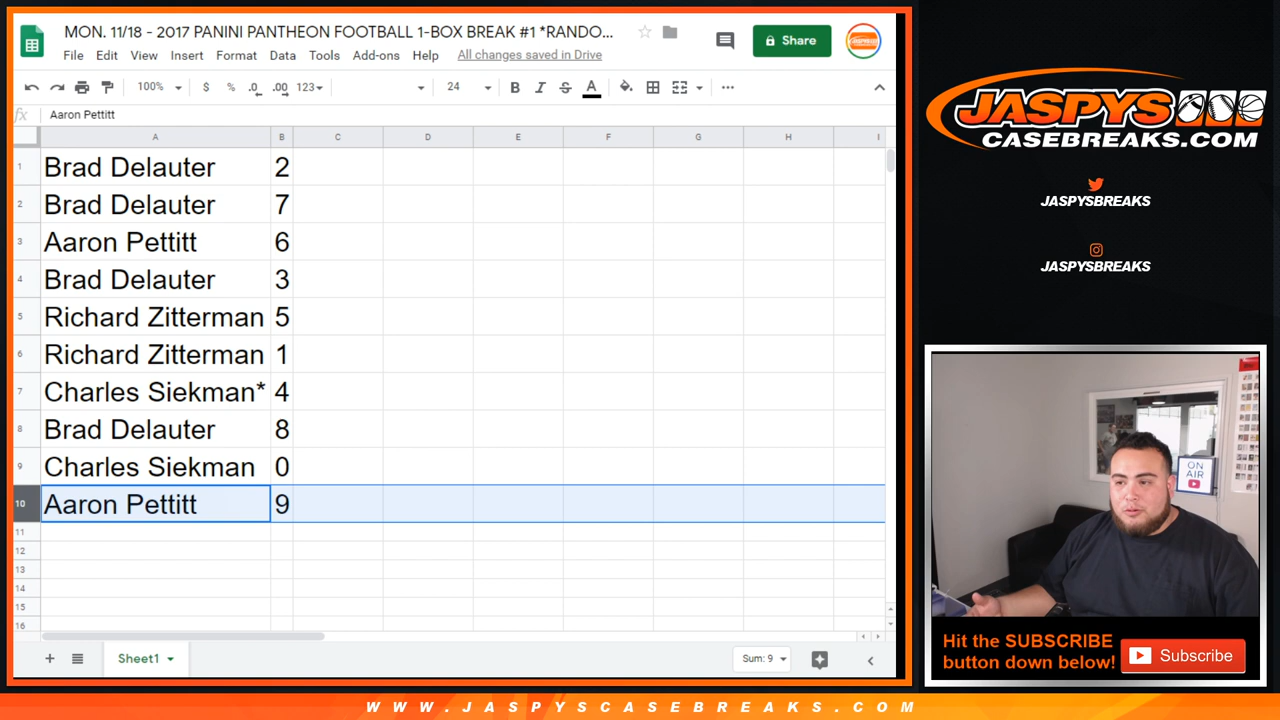 MON. 11/18 - 2017 PANINI PANTHEON FOOTBALL 1-BOX BREAK #1 *RANDO...
File Edit View Insert Format Data Tools Add-ons Help All changes saved in Drive
Share
100% $ % .0 .00 123 24 B I S A
fx Aaron Pettitt
A B C D E F G H I
1 Brad Delauter 2
2 Brad Delauter 7
3 Aaron Pettitt 6
4 Brad Delauter 3
5 Richard Zitterman 5
6 Richard Zitterman 1
7 Charles Siekman* 4
8 Brad Delauter 8
9 Charles Siekman 0
10 Aaron Pettitt 9
11
12
13
14
15
16
Sheet1
Sum: 9
JASPYS
CASEBREAKS.COM
JASPYSBREAKS
JASPYSBREAKS
ON
AIR
Hit the SUBSCRIBE
button down below!
Subscribe
WWW.JASPYSCASEBREAKS.COM